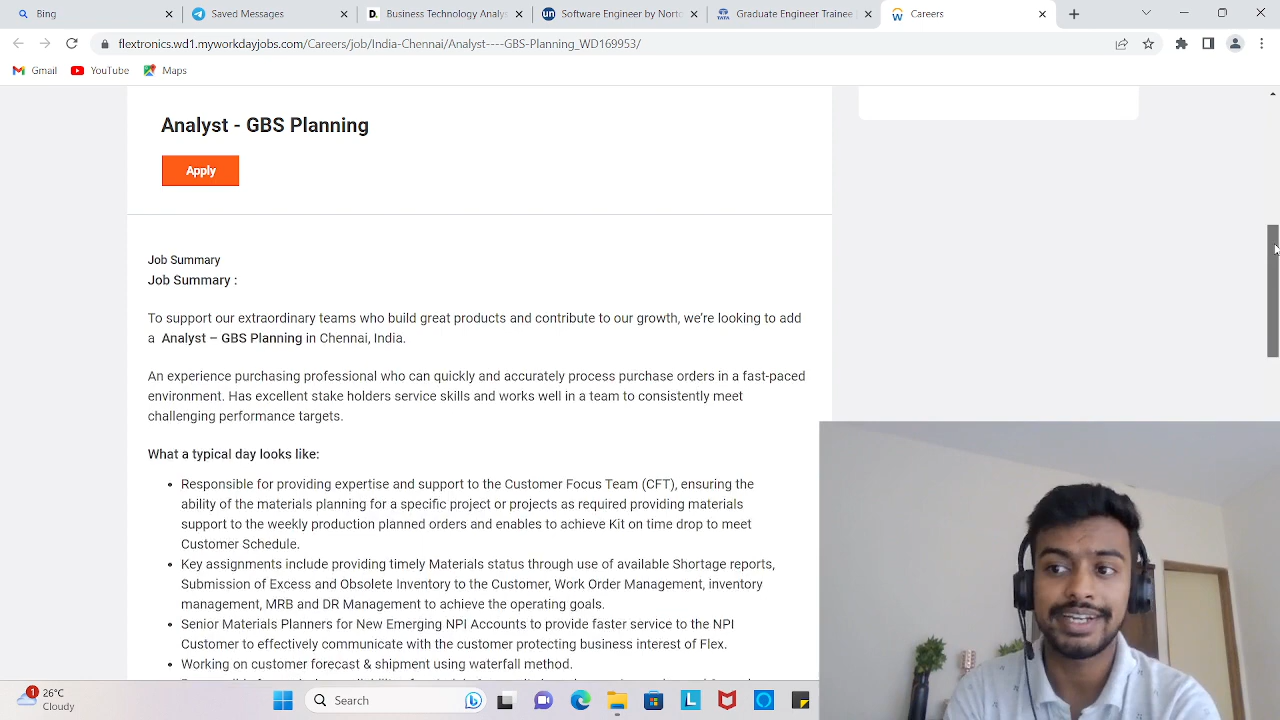 Bing
Saved Messages
Business Technology Analys
Software Engineer by Norto
Graduate Engineer Trainee
Careers
flextronics.wd1.myworkdayjobs.com/Careers/job/India-Chennai/Analyst----GBS-Planning_WD169953/
Gmail
YouTube
Maps
Analyst - GBS Planning
Apply
Job Summary
Job Summary :
To support our extraordinary teams who build great products and contribute to our growth, we’re looking to add
a Analyst – GBS Planning in Chennai, India.
An experience purchasing professional who can quickly and accurately process purchase orders in a fast-paced
environment. Has excellent stake holders service skills and works well in a team to consistently meet
challenging performance targets.
What a typical day looks like:
• Responsible for providing expertise and support to the Customer Focus Team (CFT), ensuring the
ability of the materials planning for a specific project or projects as required providing materials
support to the weekly production planned orders and enables to achieve Kit on time drop to meet
Customer Schedule.
• Key assignments include providing timely Materials status through use of available Shortage reports,
Submission of Excess and Obsolete Inventory to the Customer, Work Order Management, inventory
management, MRB and DR Management to achieve the operating goals.
• Senior Materials Planners for New Emerging NPI Accounts to provide faster service to the NPI
Customer to effectively communicate with the customer protecting business interest of Flex.
• Working on customer forecast & shipment using waterfall method.
1
26°C
Cloudy
Search